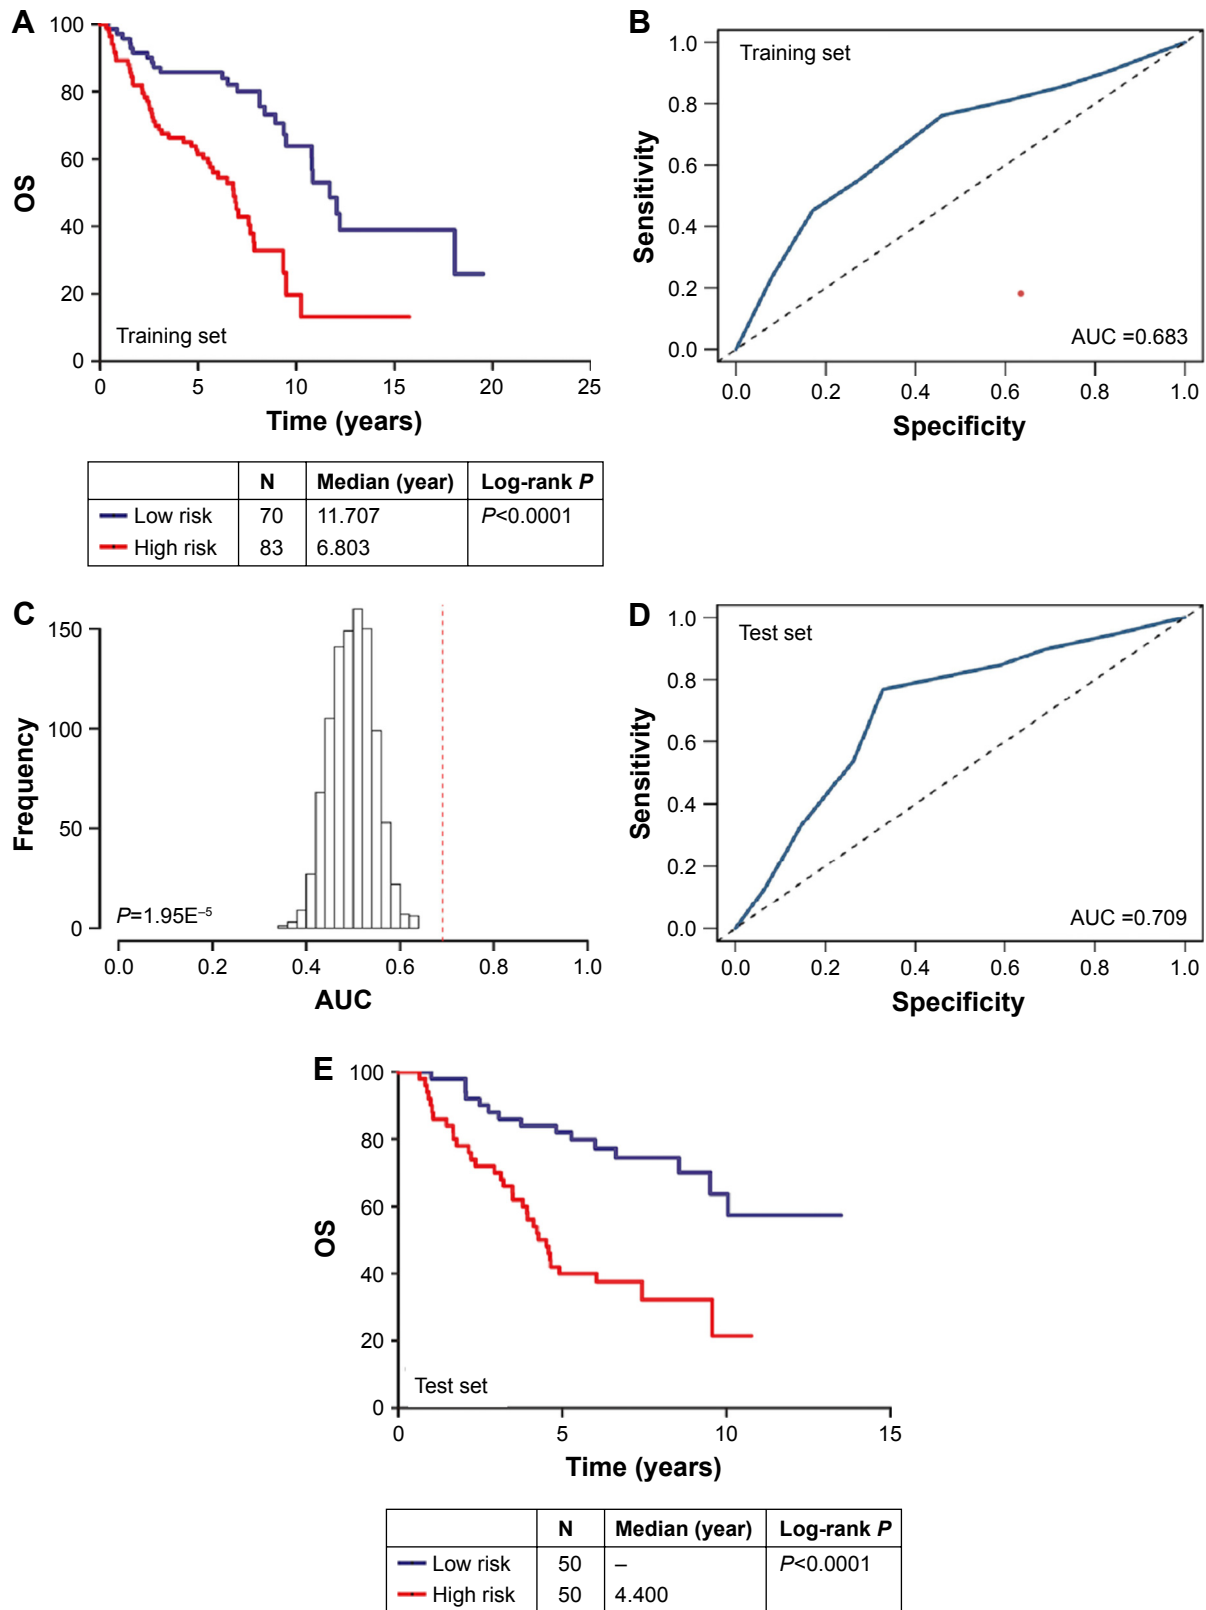 A
100
80
60
40
20
0
OS
Training set
0 5 10 15 20 25
Time (years)
N Median (year) Log-rank P
Low risk 70 11.707 P<0.0001
High risk 83 6.803
B
1.0
0.8
0.6
0.4
0.2
0.0
Sensitivity
Training set
AUC =0.683
0.0 0.2 0.4 0.6 0.8 1.0
Specificity
C
150
100
50
0
Frequency
P=1.95E⁻⁵
0.0 0.2 0.4 0.6 0.8 1.0
AUC
D
1.0
0.8
0.6
0.4
0.2
0.0
Sensitivity
Test set
AUC =0.709
0.0 0.2 0.4 0.6 0.8 1.0
Specificity
E
100
80
60
40
20
0
OS
Test set
0 5 10 15
Time (years)
N Median (year) Log-rank P
Low risk 50 – P<0.0001
High risk 50 4.400